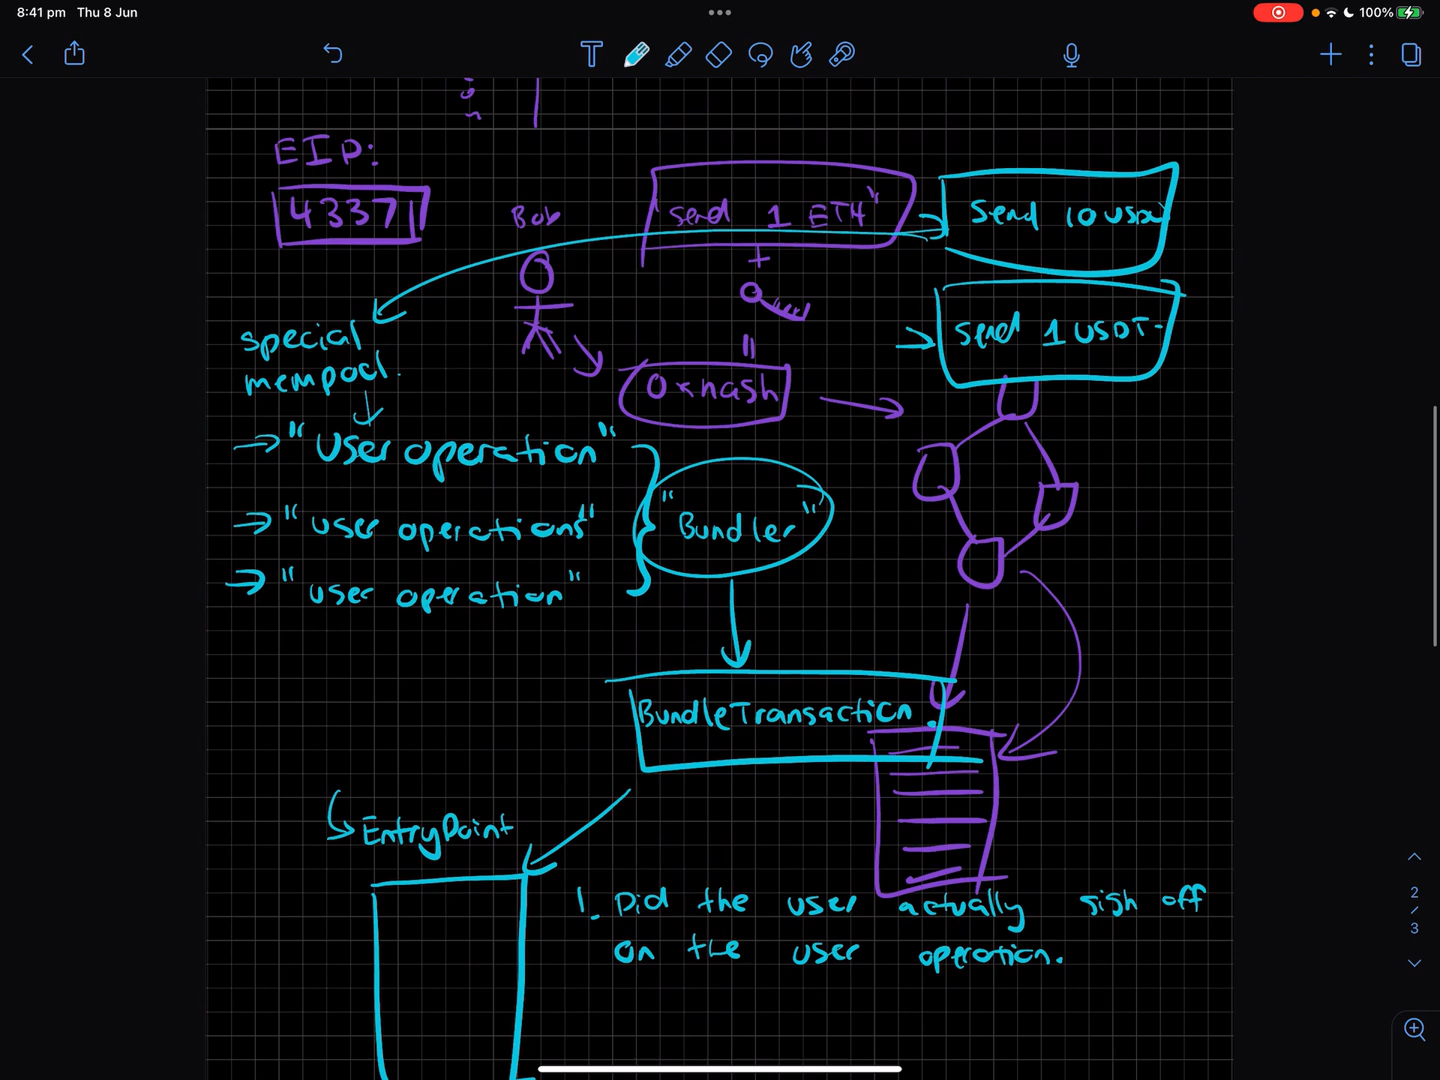 8:41 pm Thu 8 Jun
100%
EIP:
4337
Bob
send 1 ETH"
+
=
0xhash
Send 10 USDC
Send 1 USDT
special
mempool.
→ "User operation"
→ "user operations"
→ "user operation"
"Bundler"
BundleTransaction.
EntryPoint
1. Did the user actually sign off
on the user operation.
2
/
3